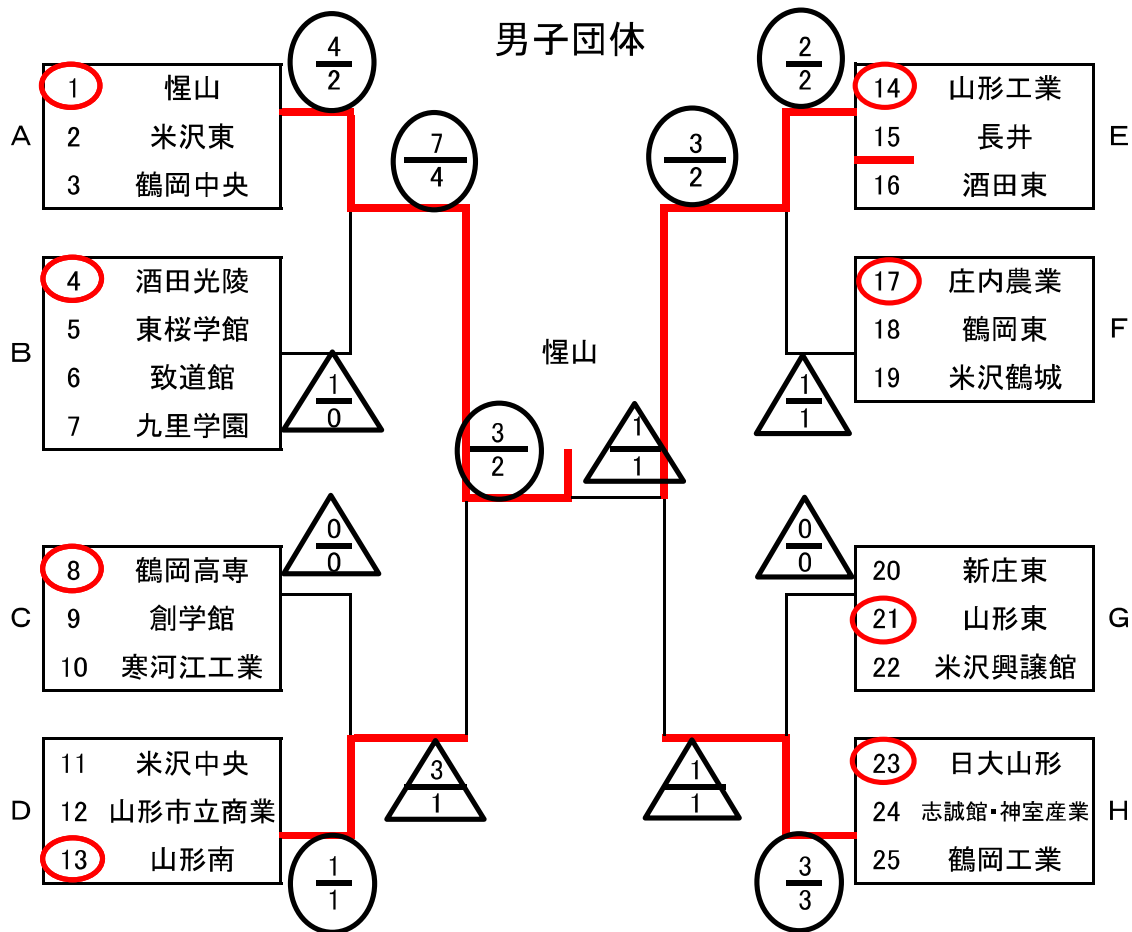 男子団体
4
2
7
4
A
1 惺山
2 米沢東
3 鶴岡中央
B
4 酒田光陵
5 東桜学館
6 致道館
7 九里学園
1
0
3
2
C
8 鶴岡高専
9 創学館
10 寒河江工業
0
0
D
11 米沢中央
12 山形市立商業
13 山形南
3
1
1
1
惺山
2
2
3
2
E
14 山形工業
15 長井
16 酒田東
F
17 庄内農業
18 鶴岡東
19 米沢鶴城
1
1
1
1
G
20 新庄東
21 山形東
22 米沢興譲館
0
0
H
23 日大山形
24 志誠館・神室産業
25 鶴岡工業
1
1
3
3